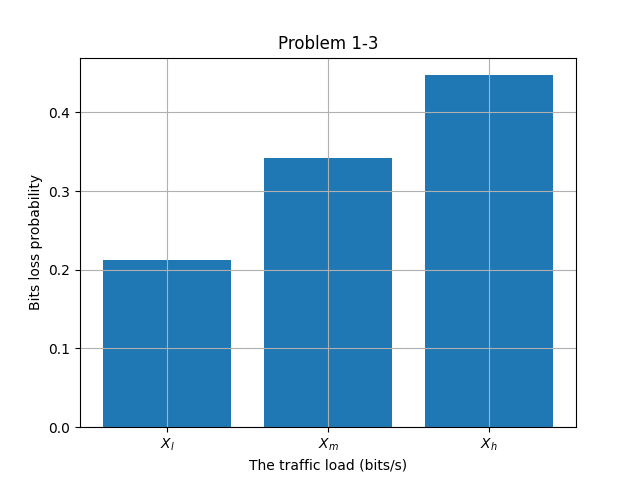 Problem 1-3
Bits loss probability
0.4
0.3
0.2
0.1
0.0
X_l
X_m
X_h
The traffic load (bits/s)